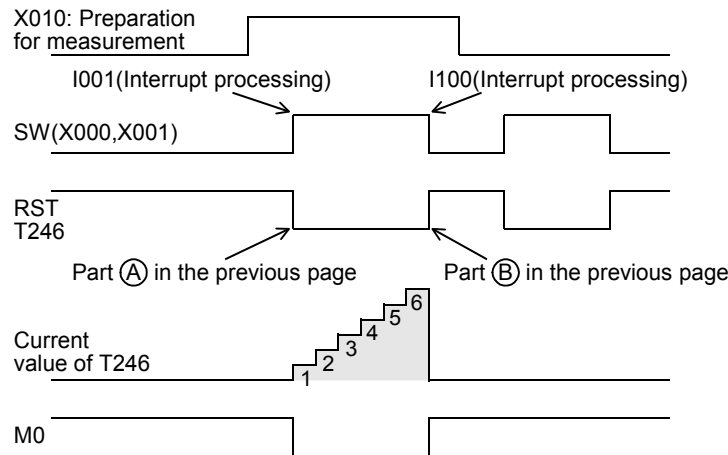 X010: Preparation
for measurement
I001(Interrupt processing)
I100(Interrupt processing)
SW(X000,X001)
RST
T246
Part Ⓐ in the previous page
Part Ⓑ in the previous page
Current
value of T246
1
2
3
4
5
6
M0